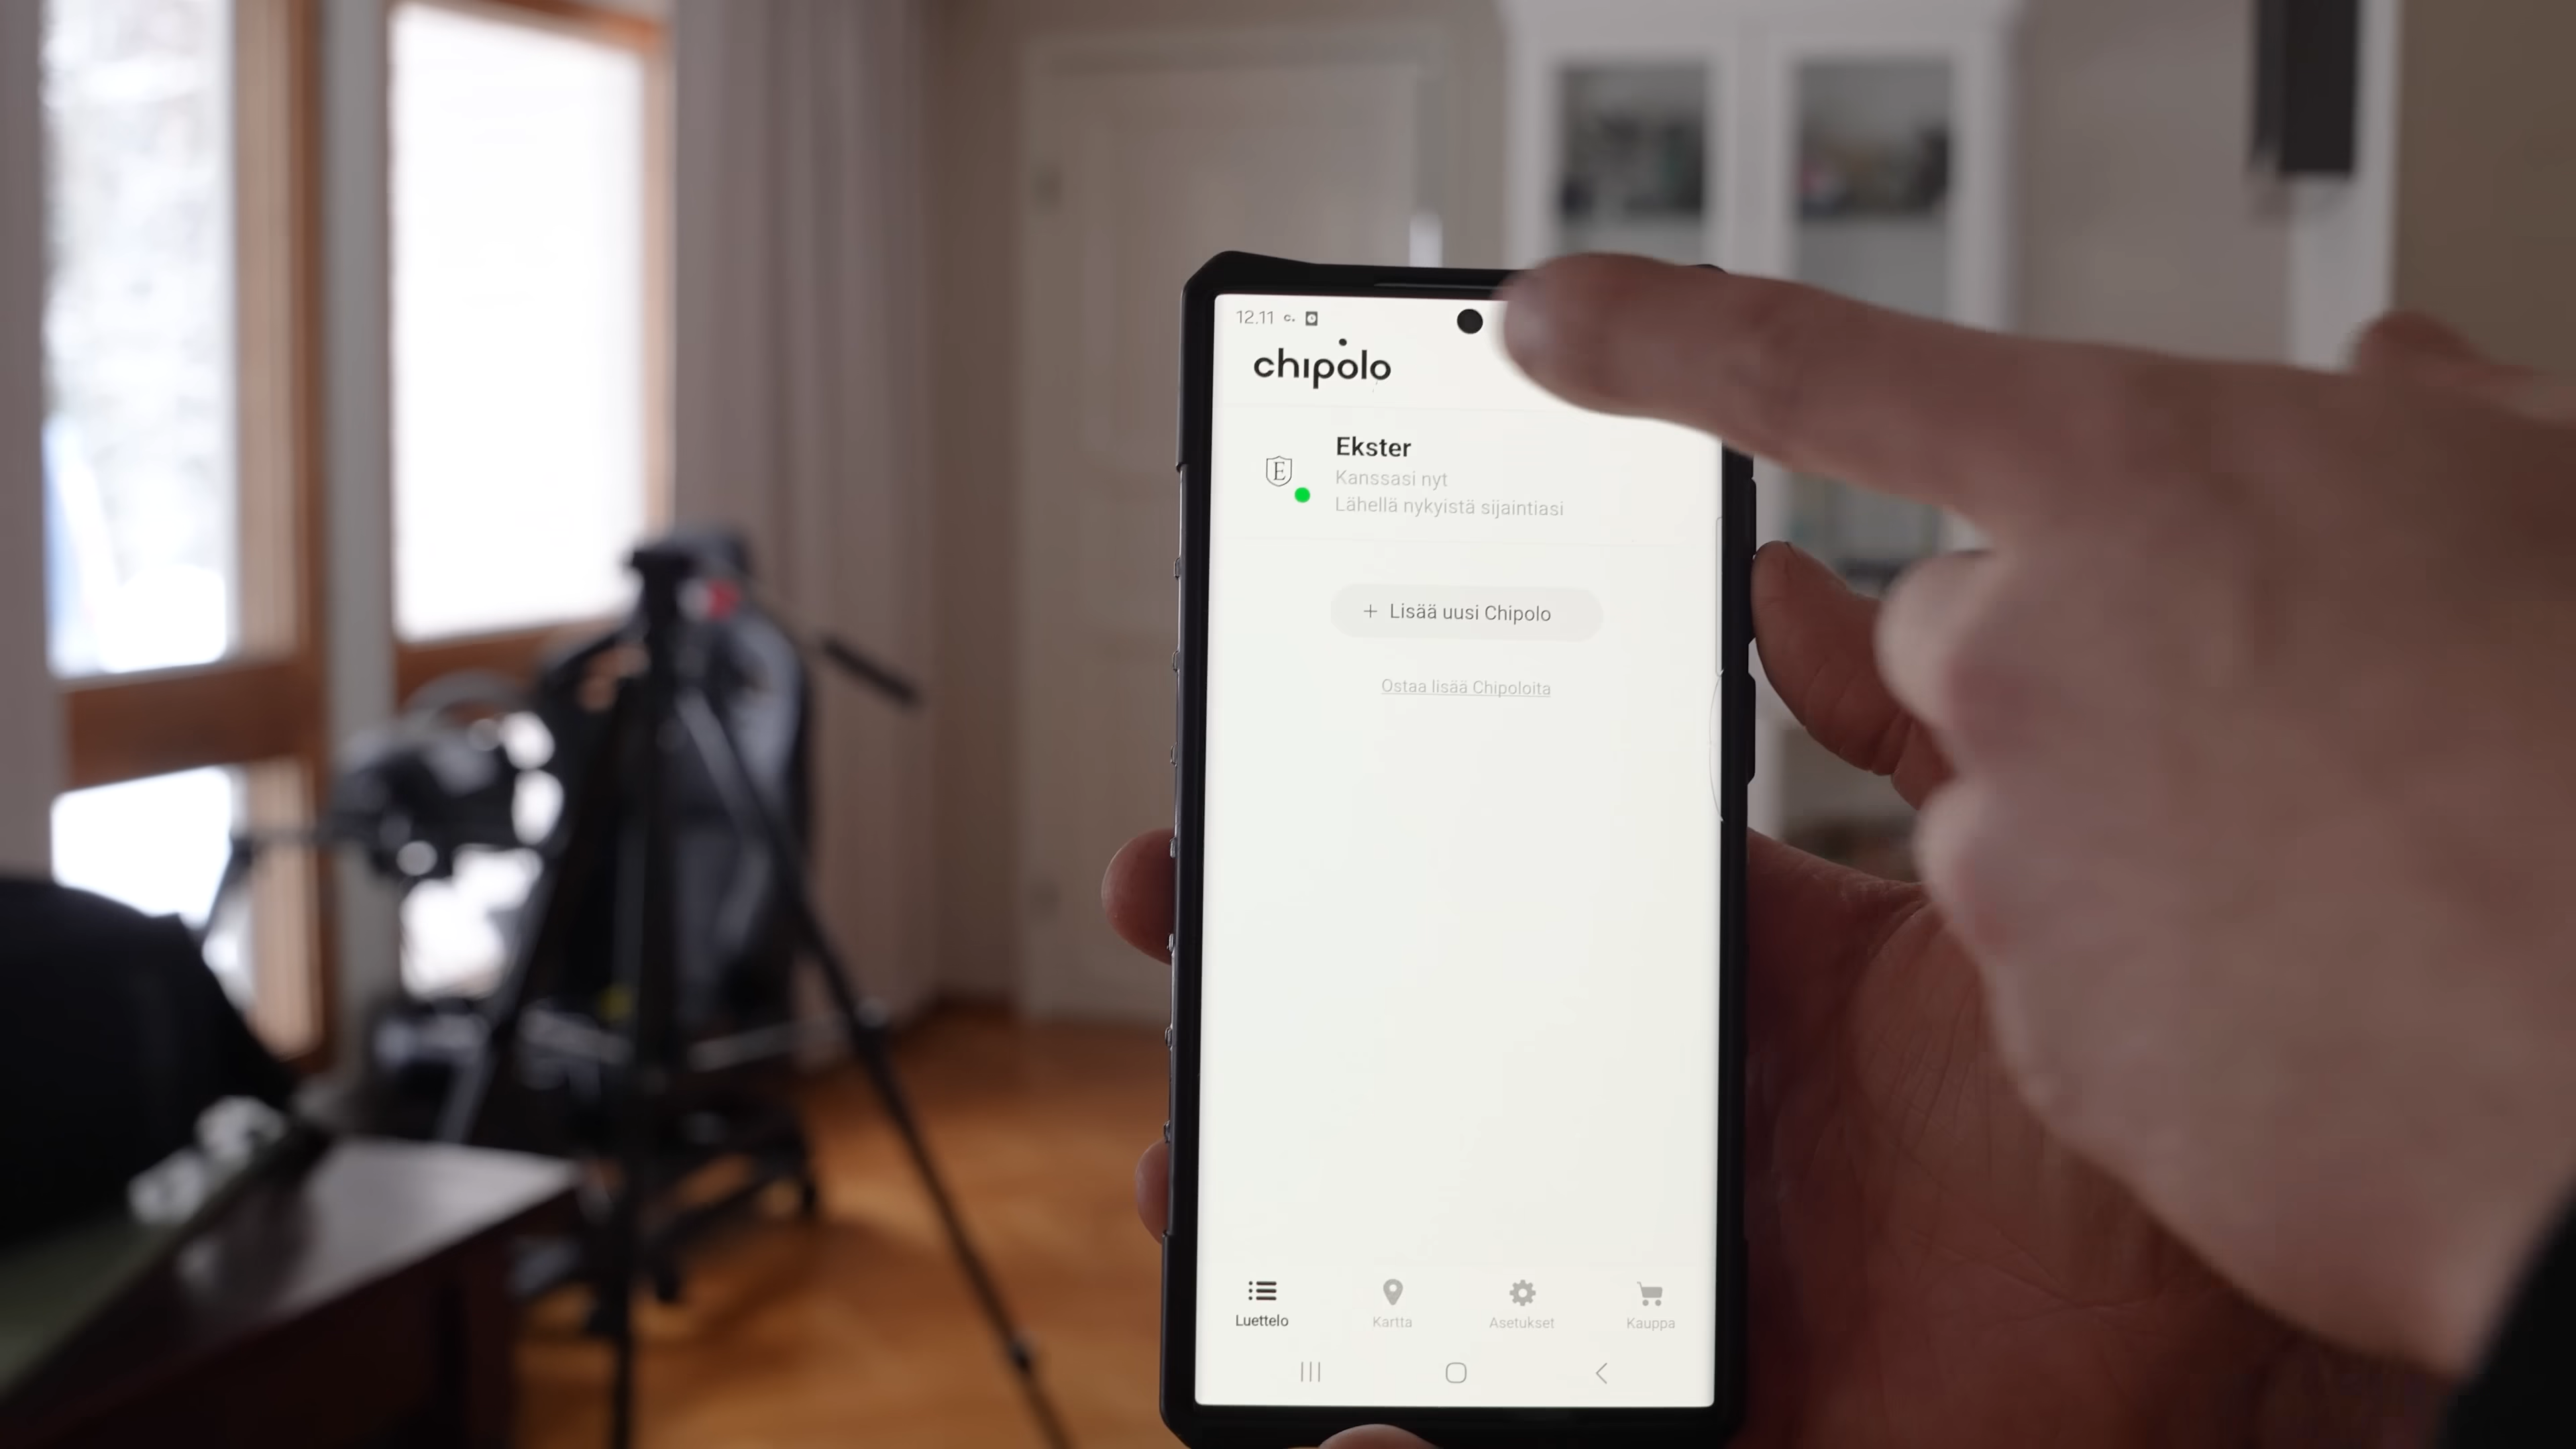 12.11 c.
chipolo
E
Ekster
Kanssasi nyt
Lähellä nykyistä sijaintiasi
+ Lisää uusi Chipolo
Ostaa lisää Chipoloita
Luettelo Kartta Asetukset Kauppa